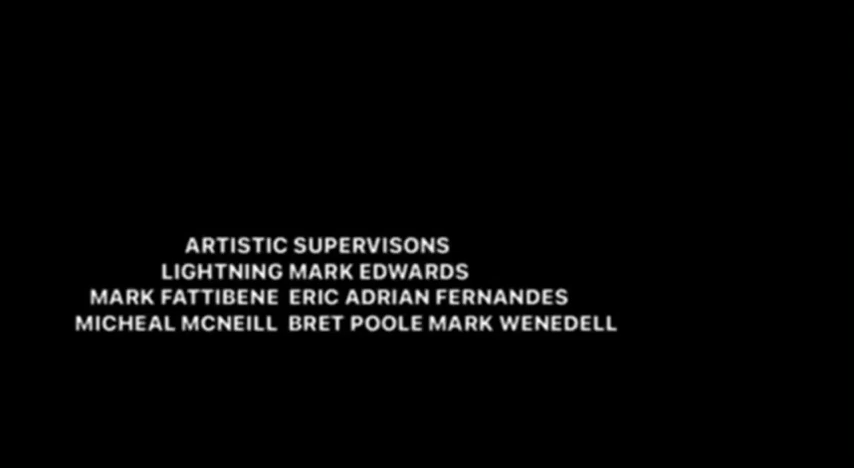 ARTISTIC SUPERVISONS
LIGHTNING MARK EDWARDS
MARK FATTIBENE ERIC ADRIAN FERNANDES
MICHEAL MCNEILL BRET POOLE MARK WENEDELL